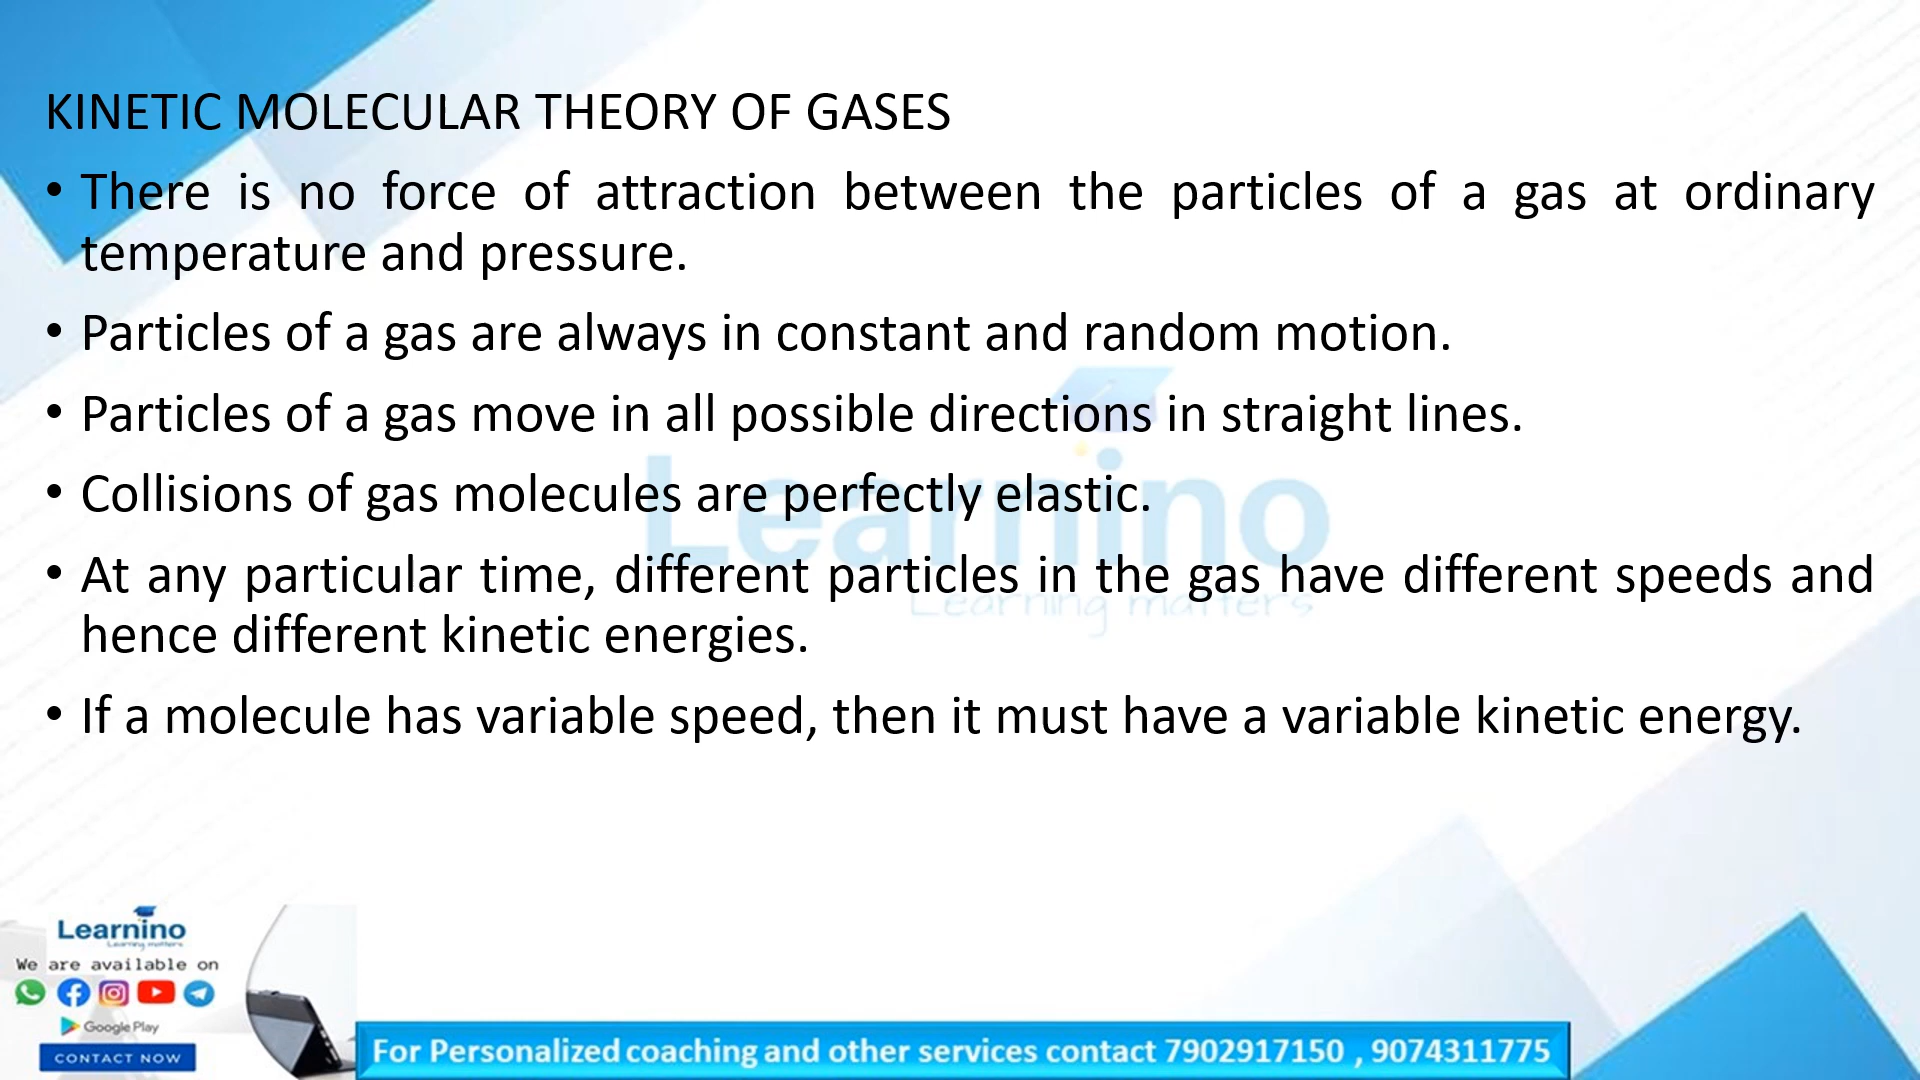 KINETIC MOLECULAR THEORY OF GASES
• There is no force of attraction between the particles of a gas at ordinary
temperature and pressure.
• Particles of a gas are always in constant and random motion.
• Particles of a gas move in all possible directions in straight lines.
• Collisions of gas molecules are perfectly elastic.
• At any particular time, different particles in the gas have different speeds and
hence different kinetic energies.
• If a molecule has variable speed, then it must have a variable kinetic energy.
Learnino
Learning matters
Learnino
Learning matters
We are available on
Google Play
CONTACT NOW
For Personalized coaching and other services contact 7902917150 , 9074311775